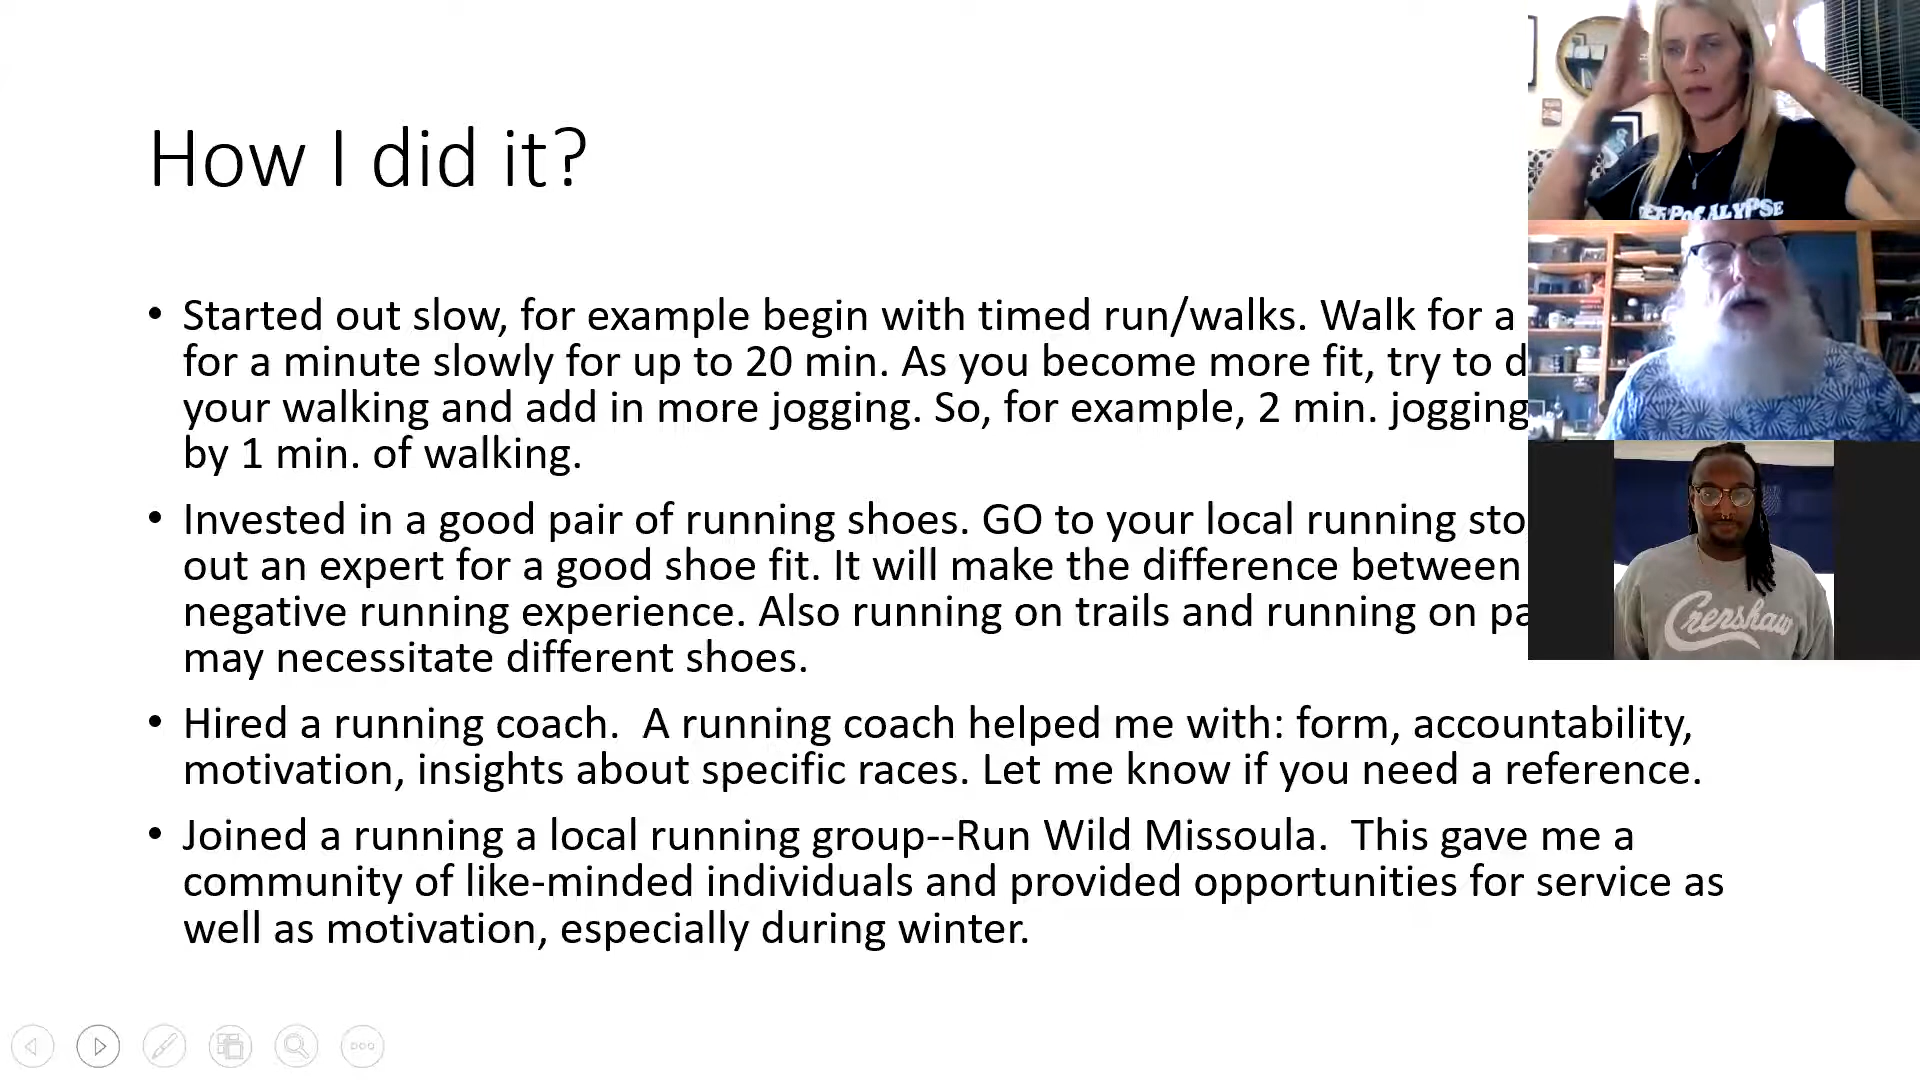 How I did it?
• Started out slow, for example begin with timed run/walks. Walk for a
for a minute slowly for up to 20 min. As you become more fit, try to d
your walking and add in more jogging. So, for example, 2 min. jogging
by 1 min. of walking.
• Invested in a good pair of running shoes. GO to your local running sto
out an expert for a good shoe fit. It will make the difference between
negative running experience. Also running on trails and running on pa
may necessitate different shoes.
• Hired a running coach.  A running coach helped me with: form, accountability,
motivation, insights about specific races. Let me know if you need a reference.
• Joined a running a local running group--Run Wild Missoula.  This gave me a
community of like-minded individuals and provided opportunities for service as
well as motivation, especially during winter.
Crenshaw